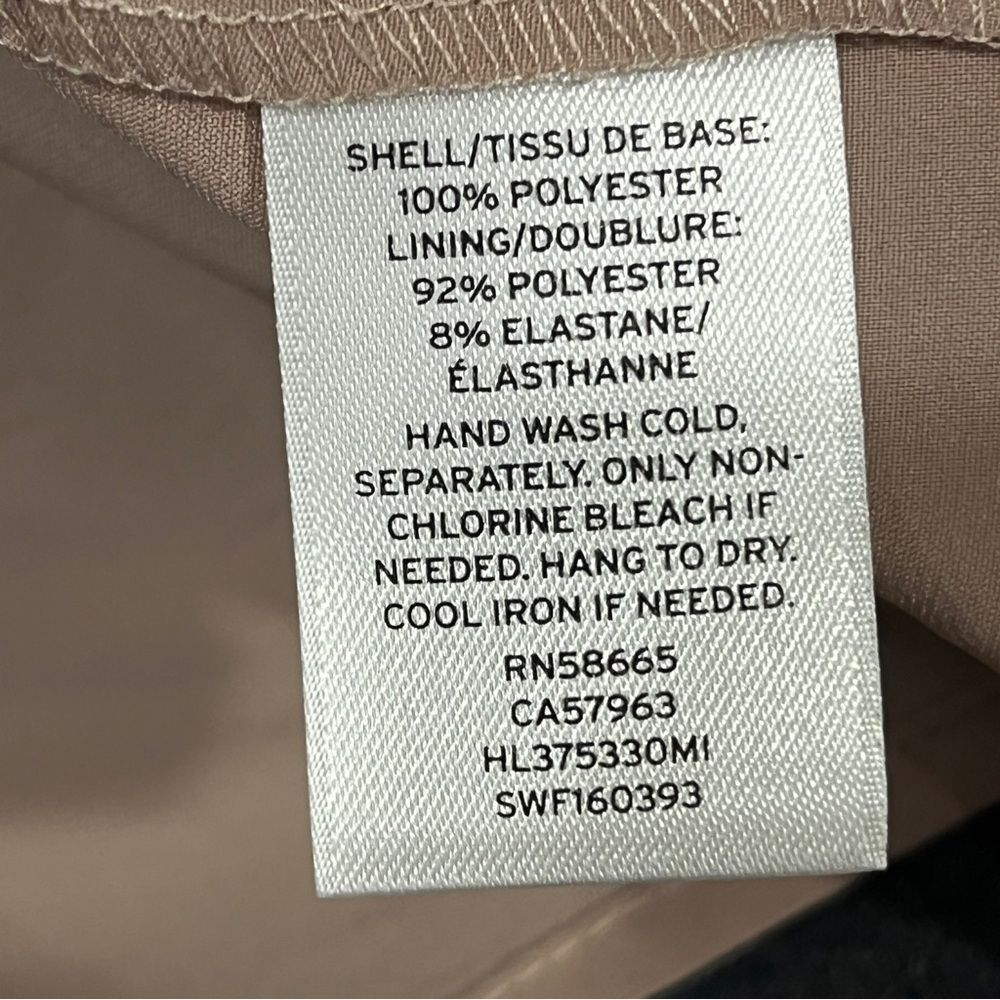 SHELL/TISSU DE BASE:
100% POLYESTER
LINING/DOUBLURE:
92% POLYESTER
8% ELASTANE/
ÉLASTHANNE
HAND WASH COLD,
SEPARATELY. ONLY NON-
CHLORINE BLEACH IF
NEEDED. HANG TO DRY.
COOL IRON IF NEEDED.
RN58665
CA57963
HL375330MI
SWF160393